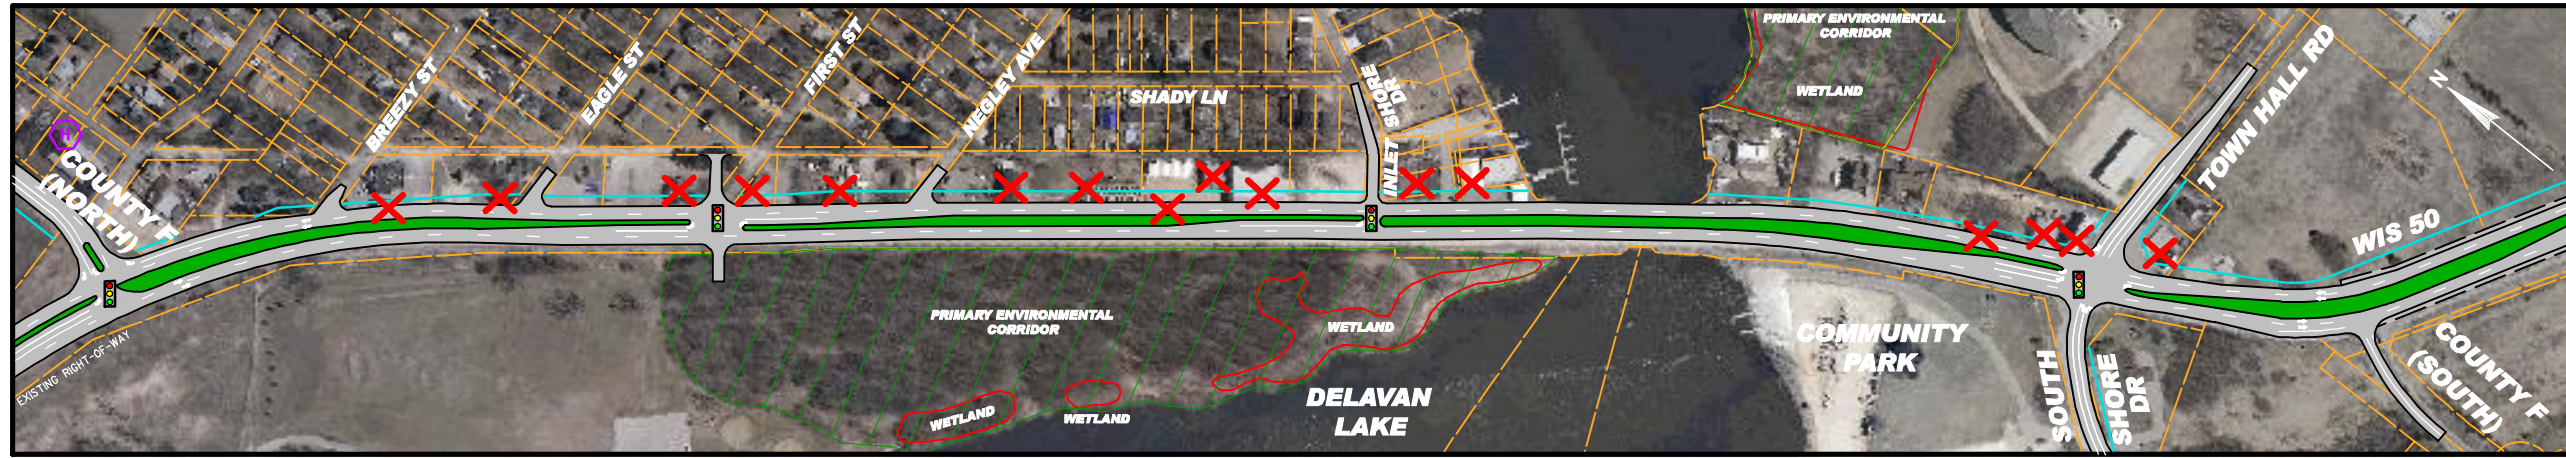 PRIMARY ENVIRONMENTAL
CORRIDOR
WETLAND
BREEZY ST
EAGLE ST
FIRST ST
NEGLEY AVE
SHADY LN
INLET SHORE
DR
TOWN HALL RD
N
H
COUNTY F
(NORTH)
WIS 50
EXISTING RIGHT-OF-WAY
PRIMARY ENVIRONMENTAL
CORRIDOR
WETLAND
WETLAND
WETLAND
DELAVAN
LAKE
COMMUNITY
PARK
SOUTH
SHORE
DR
COUNTY F
(SOUTH)